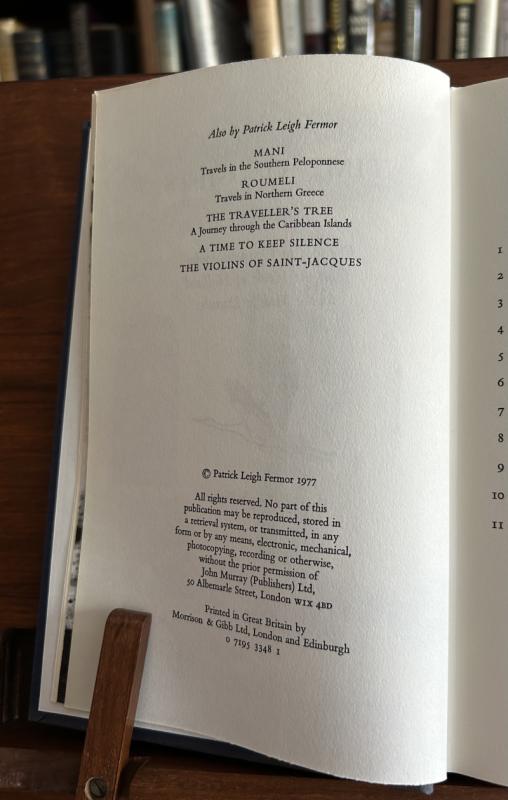 Also by Patrick Leigh Fermor
MANI
Travels in the Southern Peloponnese
ROUMELI
Travels in Northern Greece
THE TRAVELLER'S TREE
A Journey through the Caribbean Islands
A TIME TO KEEP SILENCE
THE VIOLINS OF SAINT-JACQUES
© Patrick Leigh Fermor 1977
All rights reserved. No part of this
publication may be reproduced, stored in
a retrieval system, or transmitted, in any
form or by any means, electronic, mechanical,
photocopying, recording or otherwise,
without the prior permission of
John Murray (Publishers) Ltd,
50 Albemarle Street, London W1X 4BD
Printed in Great Britain by
Morrison & Gibb Ltd, London and Edinburgh
0 7195 3348 1
1
2
3
4
5
6
7
8
9
10
11